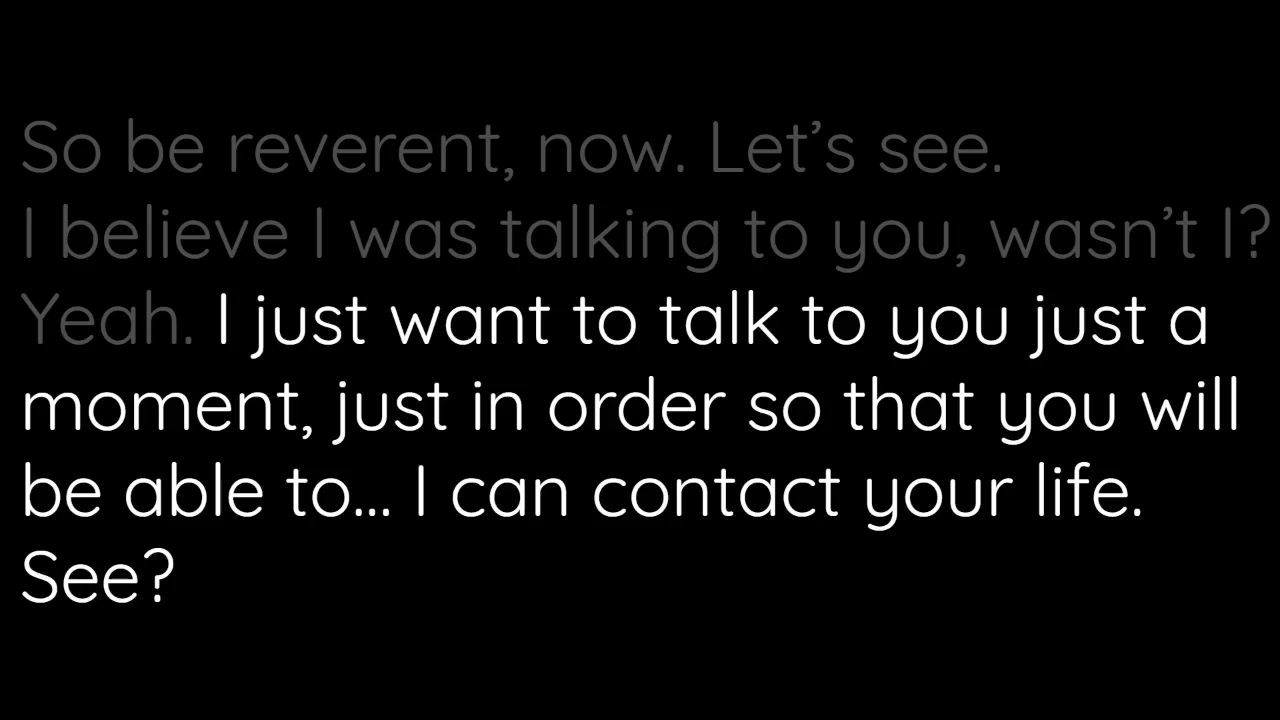 So be reverent, now. Let’s see.
I believe I was talking to you, wasn’t I?
Yeah. I just want to talk to you just a
moment, just in order so that you will
be able to... I can contact your life.
See?